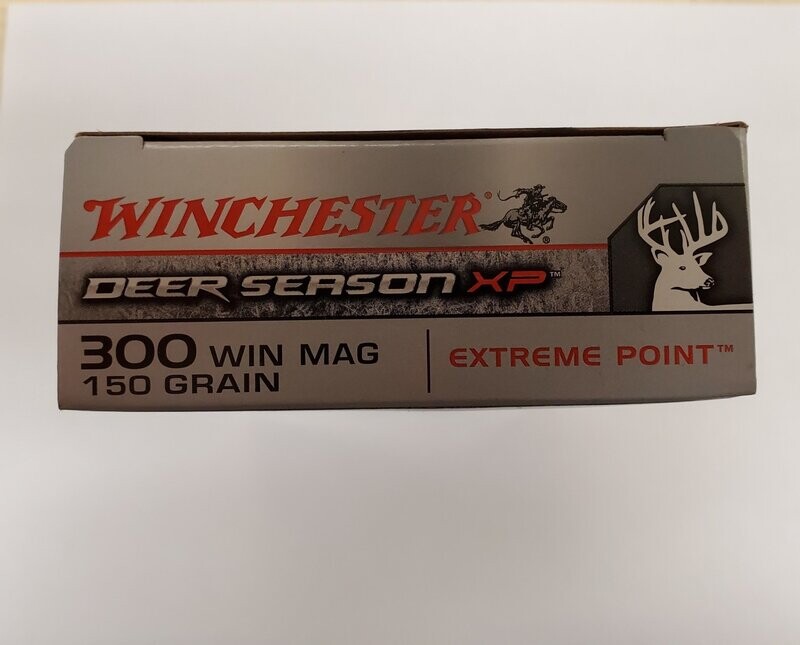 WINCHESTER®
®
DEER SEASON XP™
300 WIN MAG
150 GRAIN
EXTREME POINT™